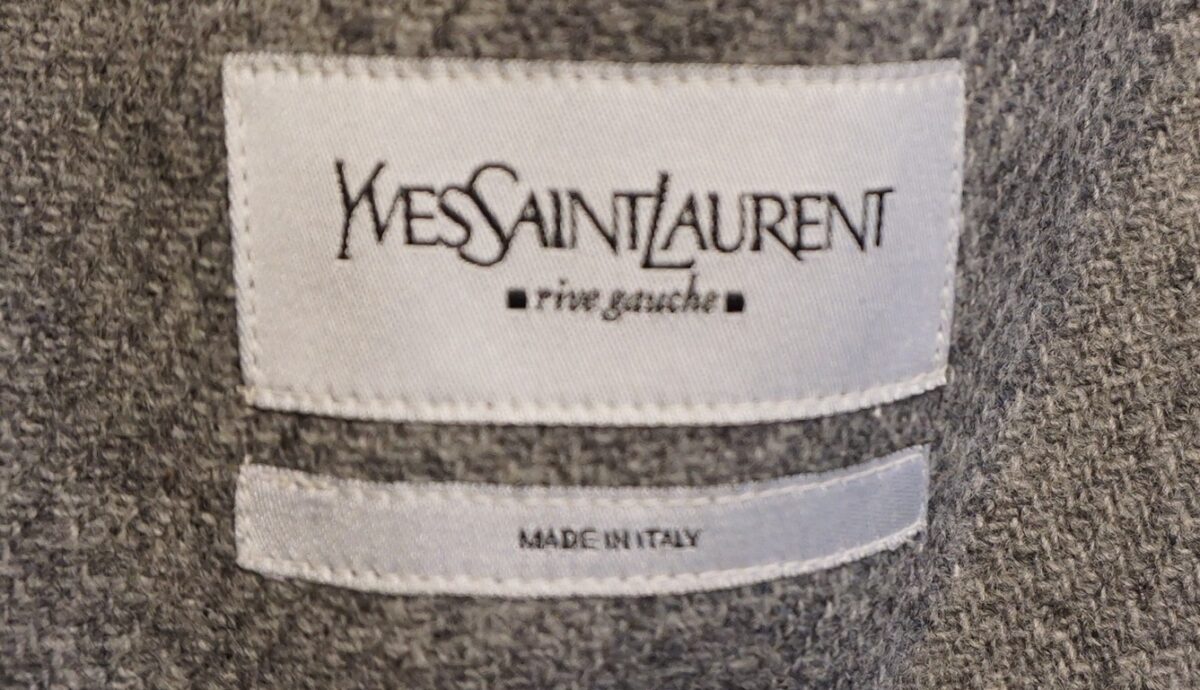 YVESSAINTLAURENT
rive gauche
MADE IN ITALY